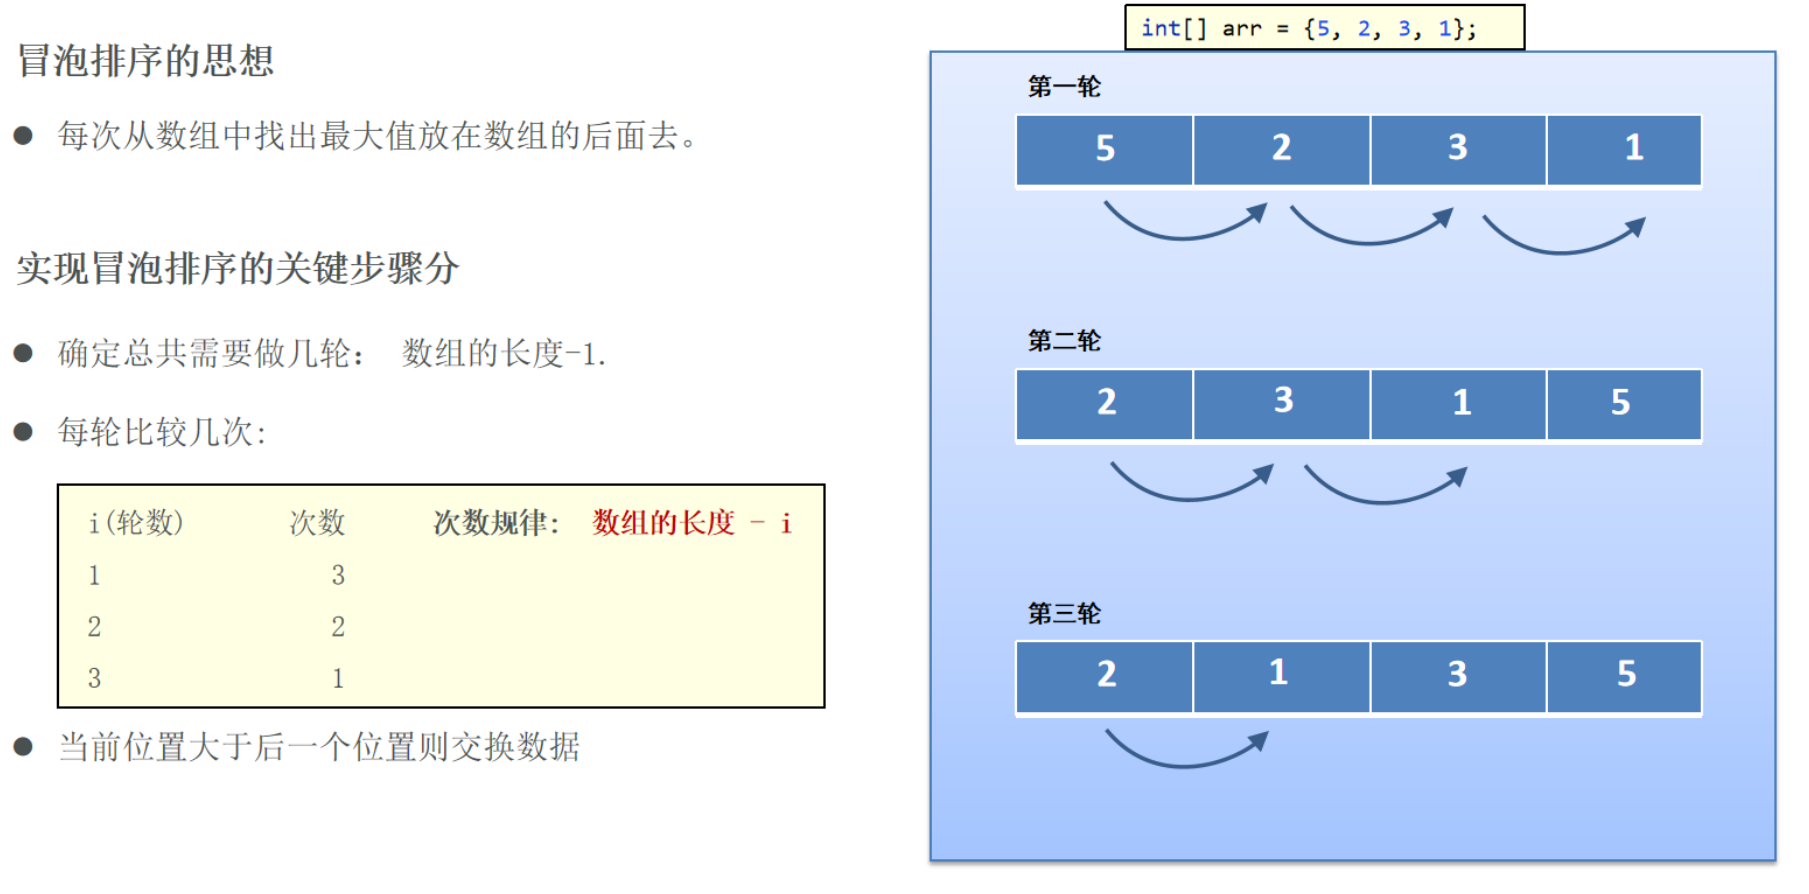 冒泡排序的思想
● 每次从数组中找出最大值放在数组的后面去。
实现冒泡排序的关键步骤分
● 确定总共需要做几轮： 数组的长度-1.
● 每轮比较几次:
i(轮数) 次数 次数规律: 数组的长度 - i
1 3
2 2
3 1
● 当前位置大于后一个位置则交换数据
int[] arr = {5, 2, 3, 1};
第一轮
5 2 3 1
第二轮
2 3 1 5
第三轮
2 1 3 5